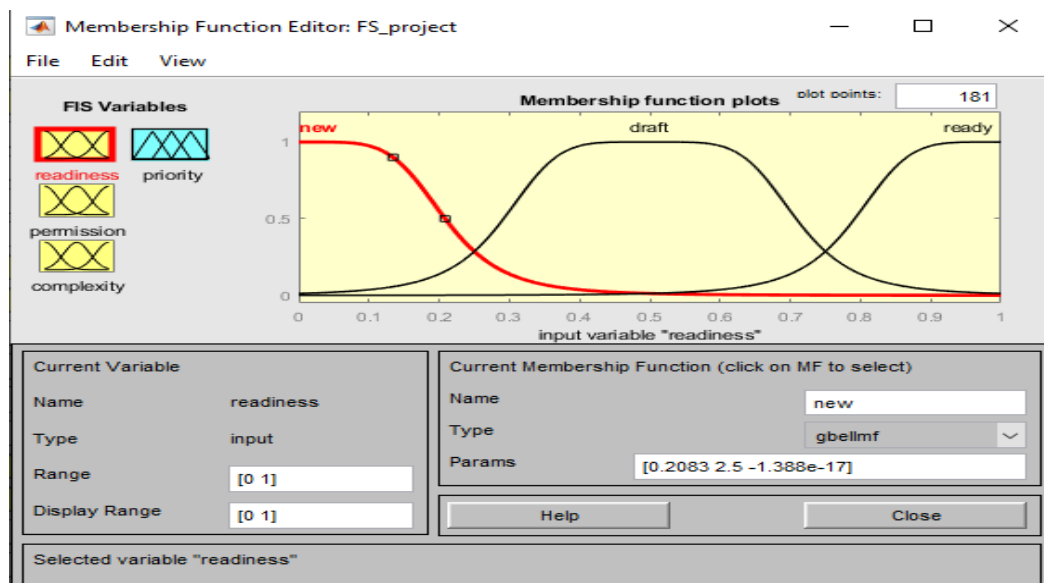 Membership Function Editor: FS_project
File Edit View
FIS Variables
readiness priority
permission
complexity
Membership function plots plot points: 181
new draft ready
1
0.5
0
0 0.1 0.2 0.3 0.4 0.5 0.6 0.7 0.8 0.9 1
input variable "readiness"
Current Variable
Name readiness
Type input
Range [0 1]
Display Range [0 1]
Current Membership Function (click on MF to select)
Name new
Type gbellmf
Params [0.2083 2.5 -1.388e-17]
Help Close
Selected variable "readiness"